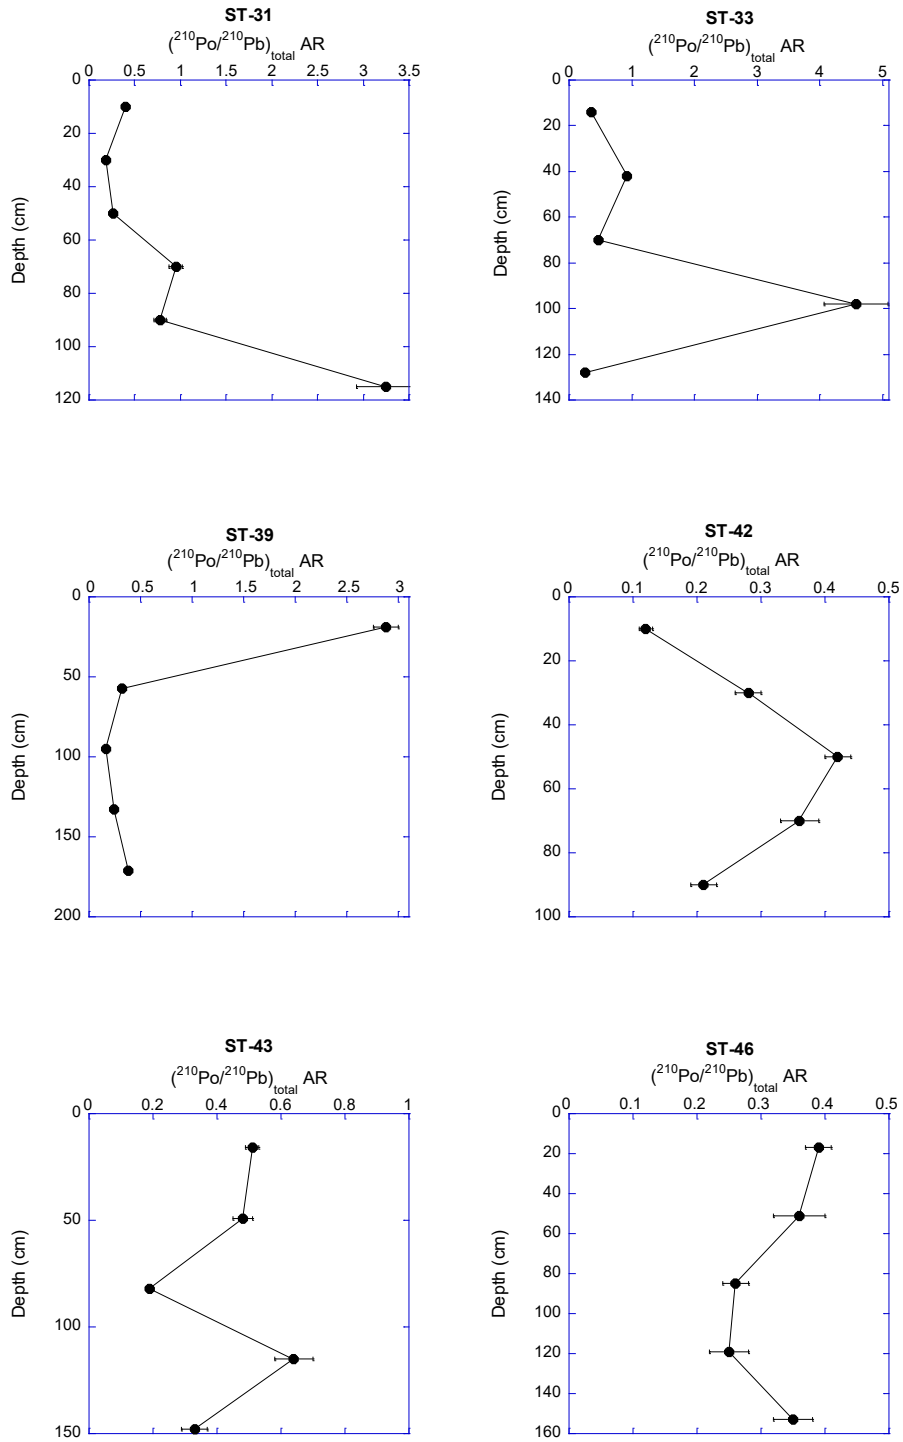 ST-31
(²¹⁰Po/²¹⁰Pb)total AR
0 0.5 1 1.5 2 2.5 3 3.5
0
20
40
60
80
100
120
Depth (cm)
ST-33
(²¹⁰Po/²¹⁰Pb)total AR
0 1 2 3 4 5
0
20
40
60
80
100
120
140
Depth (cm)
ST-39
(²¹⁰Po/²¹⁰Pb)total AR
0 0.5 1 1.5 2 2.5 3
0
50
100
150
200
Depth (cm)
ST-42
(²¹⁰Po/²¹⁰Pb)total AR
0 0.1 0.2 0.3 0.4 0.5
0
20
40
60
80
100
Depth (cm)
ST-43
(²¹⁰Po/²¹⁰Pb)total AR
0 0.2 0.4 0.6 0.8 1
0
50
100
150
Depth (cm)
ST-46
(²¹⁰Po/²¹⁰Pb)total AR
0 0.1 0.2 0.3 0.4 0.5
0
20
40
60
80
100
120
140
160
Depth (cm)